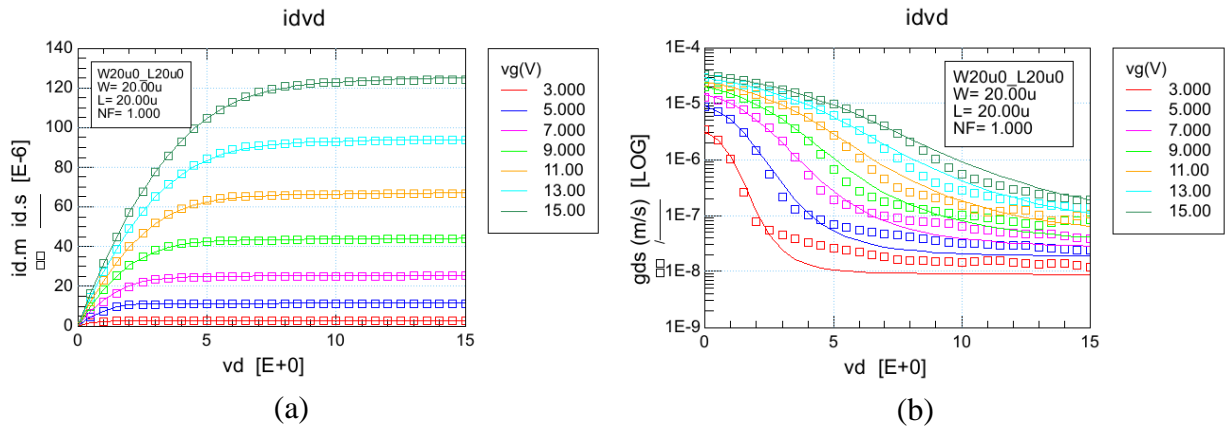 idvd
id.m id.s [E-6]
140
120
100
80
60
40
20
0
W20u0_L20u0
W= 20.00u
L= 20.00u
NF= 1.000
0 5 10 15
vd [E+0]
vg(V)
3.000
5.000
7.000
9.000
11.00
13.00
15.00
(a)
idvd
gds (m/s) [LOG]
1E-4
1E-5
1E-6
1E-7
1E-8
1E-9
W20u0_L20u0
W= 20.00u
L= 20.00u
NF= 1.000
0 5 10 15
vd [E+0]
vg(V)
3.000
5.000
7.000
9.000
11.00
13.00
15.00
(b)